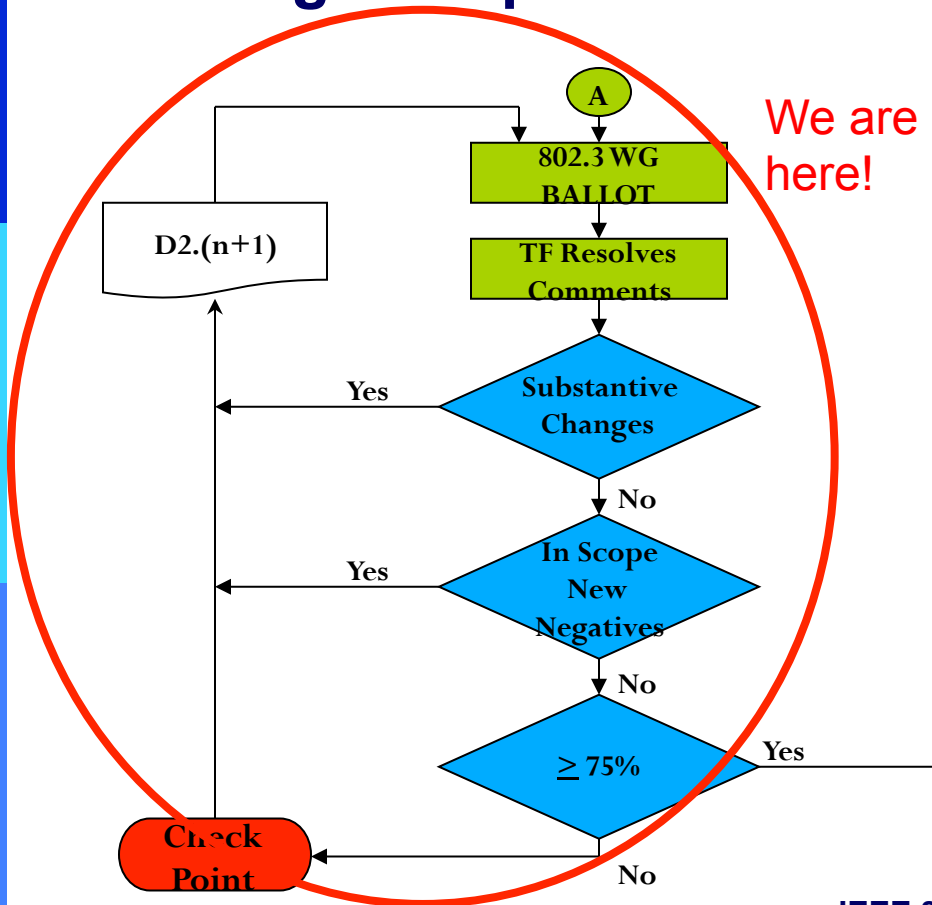 A
We are
here!
802.3 WG
BALLOT
D2.(n+1)
TF Resolves
Comments
Yes
Substantive
Changes
No
Yes
In Scope
New
Negatives
No
≥ 75%
Yes
Check
Point
No